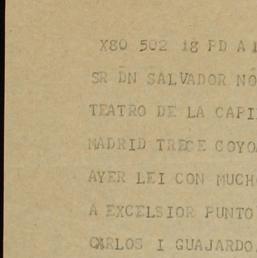 X80 502 18 PD A
SR DN SALVADOR NO
TEATRO DE LA CAPI
MADRID TRECE COYO
AYER LEI CON MUCH
A EXCELSIOR PUNTO
CARLOS I GUAJARDO